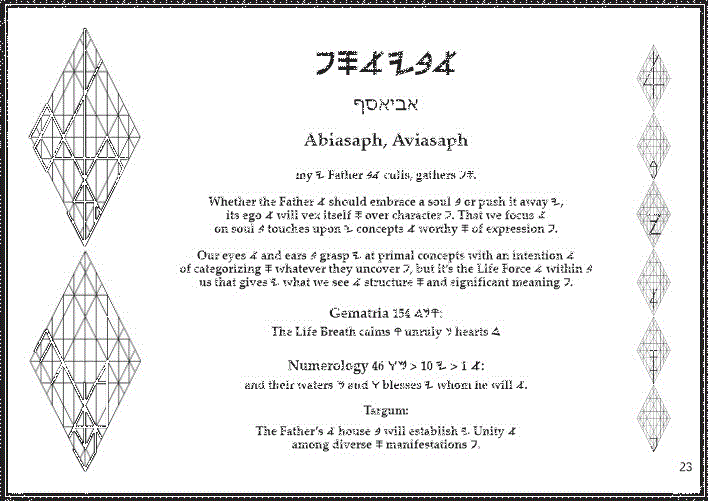 𐤀𐤁𐤉𐤀𐤎𐤐
אביאסף
Abiasaph, Aviasaph
my 𐤉 Father 𐤀𐤁 culls, gathers 𐤎𐤐.
Whether the Father 𐤀 should embrace a soul 𐤁 or push it away 𐤉,
its ego 𐤀 will vex itself 𐤎 over character 𐤐. That we focus 𐤀
on soul 𐤁 touches upon 𐤉 concepts 𐤀 worthy 𐤎 of expression 𐤐.
Our eyes 𐤀 and ears 𐤁 grasp 𐤉 at primal concepts with an intention 𐤀
of categorizing 𐤎 whatever they uncover 𐤐, but it's the Life Force 𐤀 within 𐤁
us that gives 𐤉 what we see 𐤀 structure 𐤎 and significant meaning 𐤐.
Gematria 154 𐤒𐤍𐤃:
The Life Breath calms 𐤒 unruly 𐤍 hearts 𐤃
Numerology 46 𐤌𐤅 > 10 𐤉 > 1 𐤀:
and their waters 𐤌 and 𐤅 blesses 𐤉 whom he will 𐤀.
Targum:
The Father's 𐤀 house 𐤁 will establish 𐤉 Unity 𐤀
among diverse 𐤎 manifestations 𐤐.
𐤀
𐤁
𐤉
𐤀
𐤎
𐤐
23